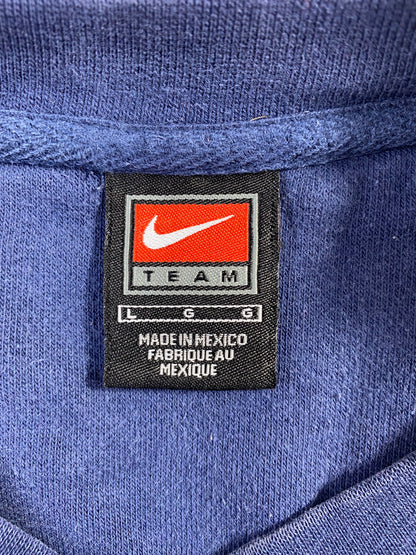 TEAM
L G G
MADE IN MEXICO
FABRIQUE AU
MEXIQUE